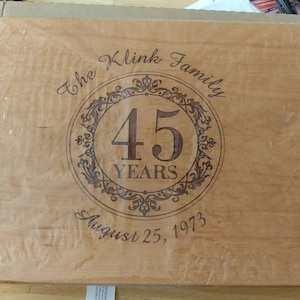 The Klink Family
45
YEARS
August 25, 1973